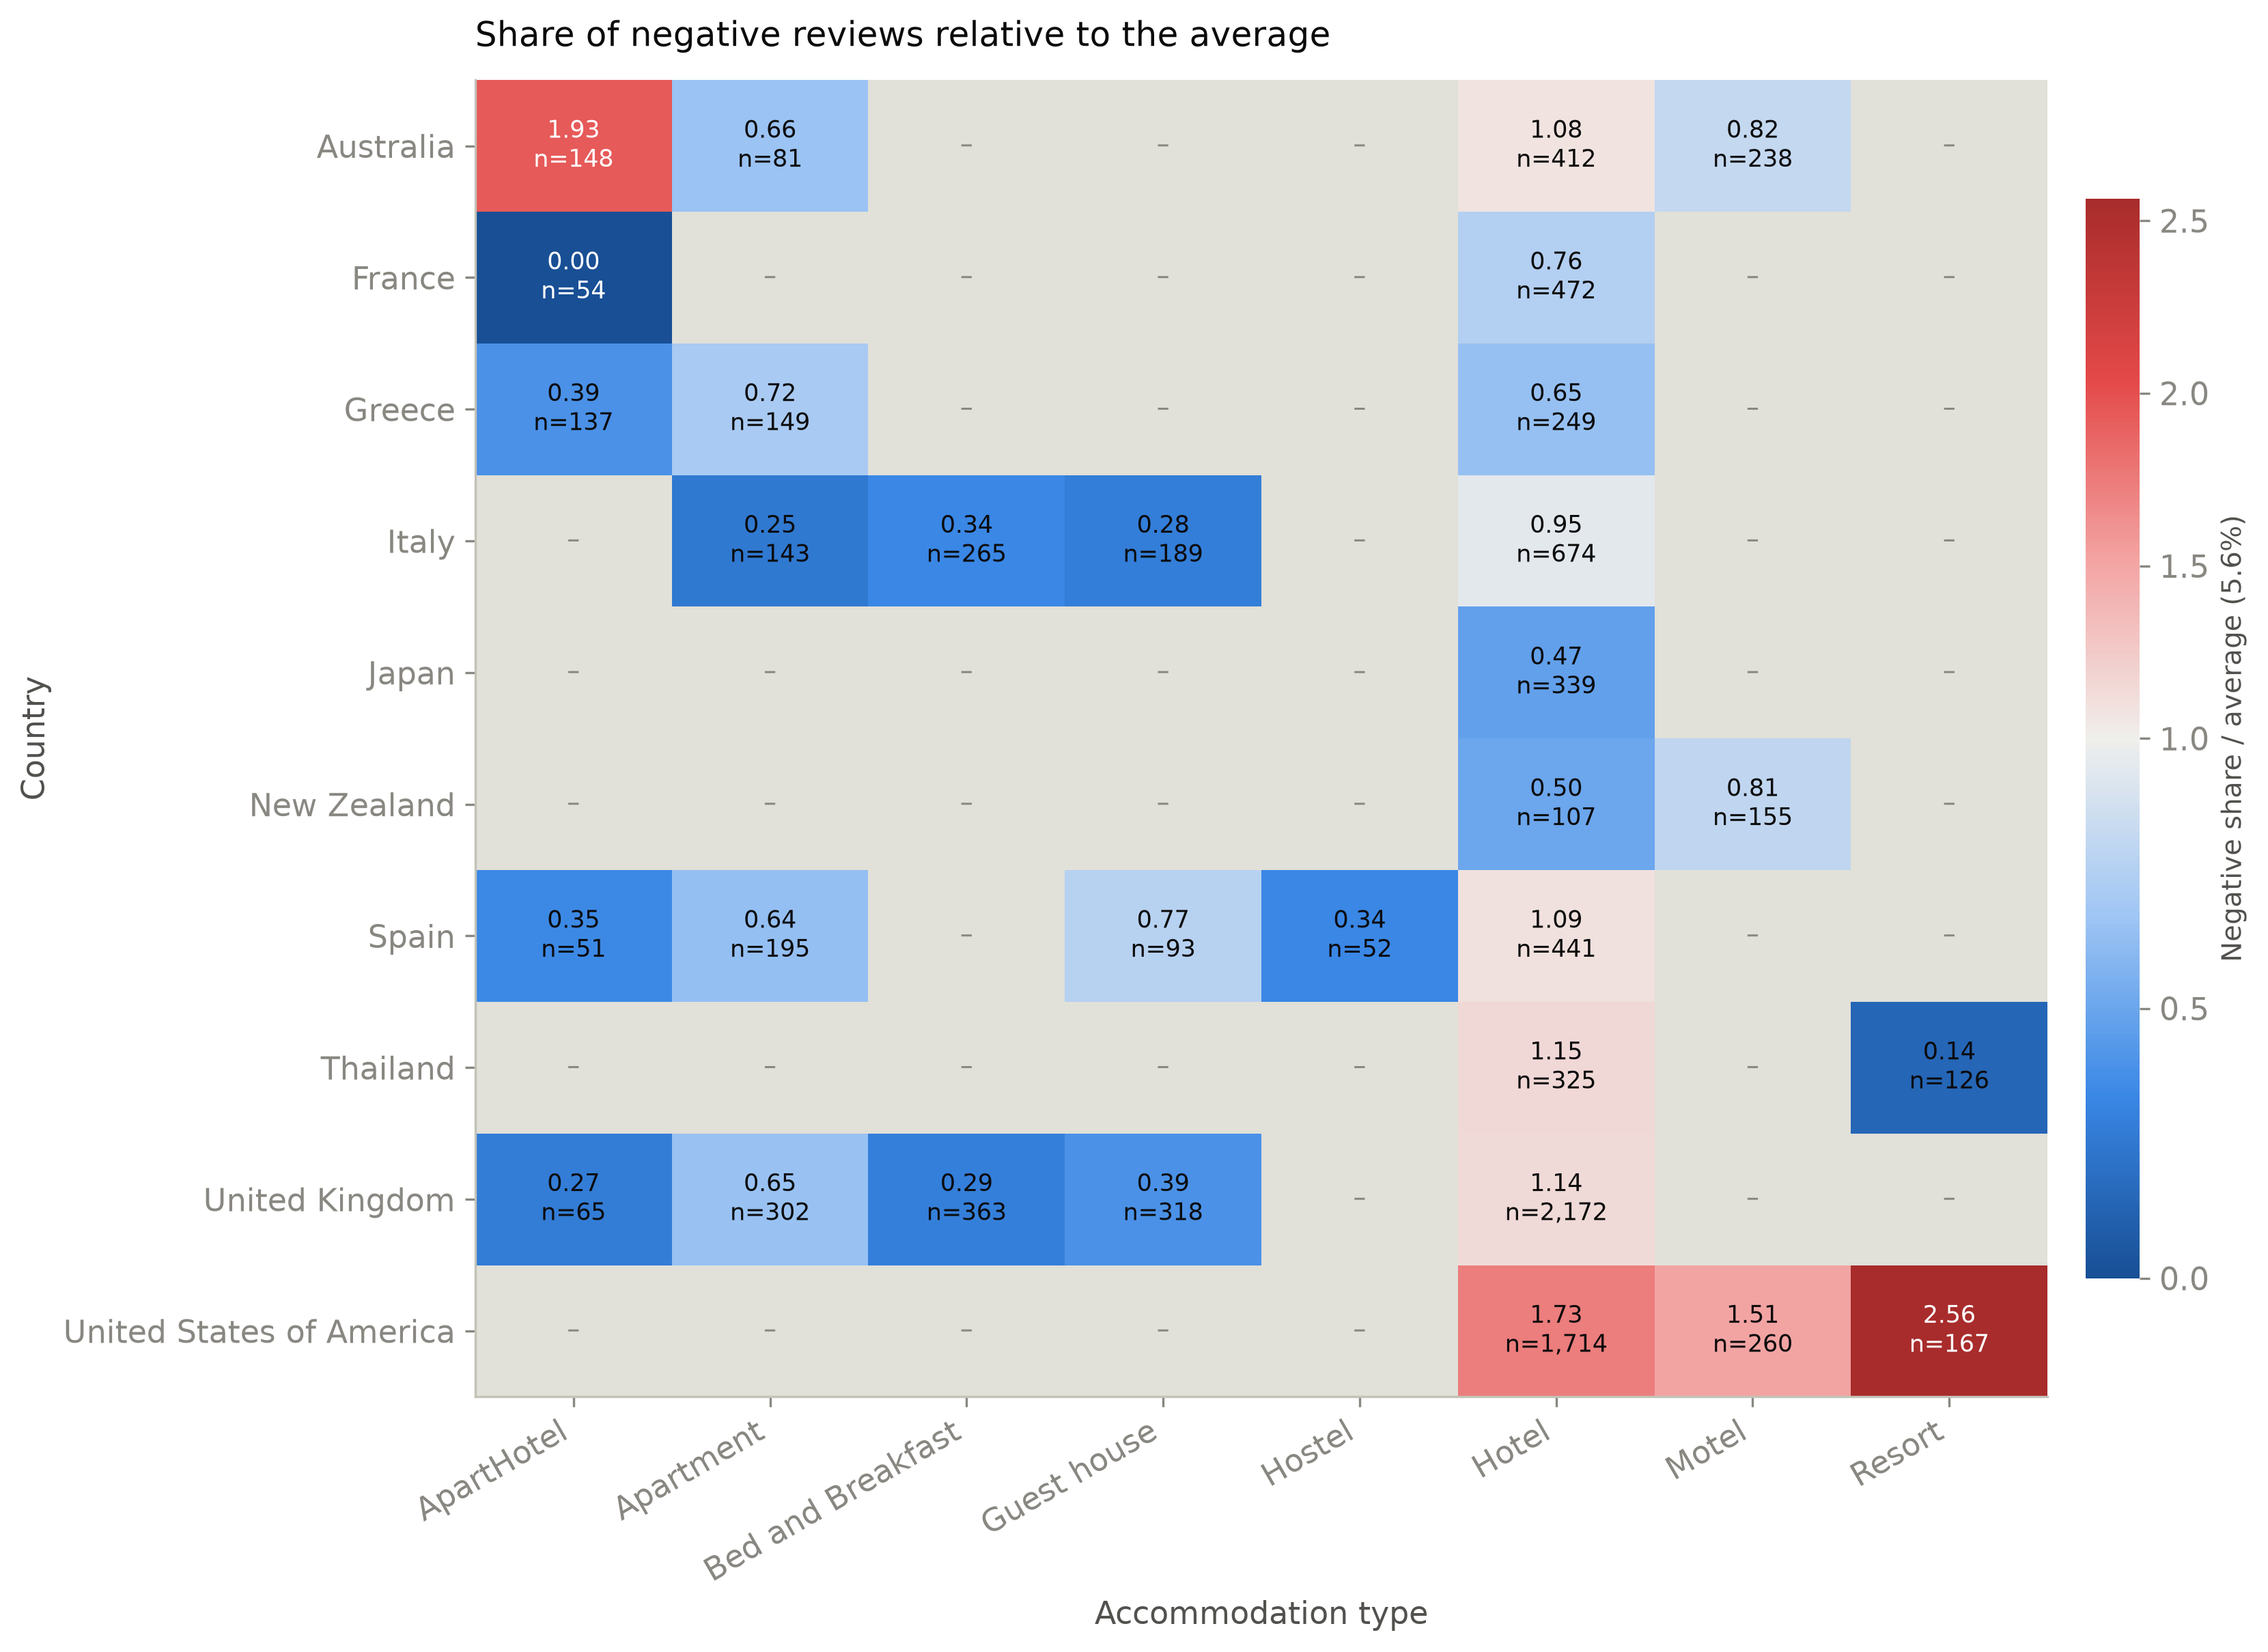 Share of negative reviews relative to the average
Country
Australia
1.93
n=148
0.66
n=81
–
–
–
1.08
n=412
0.82
n=238
–
France
0.00
n=54
–
–
–
–
0.76
n=472
–
–
Greece
0.39
n=137
0.72
n=149
–
–
–
0.65
n=249
–
–
Italy
–
0.25
n=143
0.34
n=265
0.28
n=189
–
0.95
n=674
–
–
Japan
–
–
–
–
–
0.47
n=339
–
–
New Zealand
–
–
–
–
–
0.50
n=107
0.81
n=155
–
Spain
0.35
n=51
0.64
n=195
–
0.77
n=93
0.34
n=52
1.09
n=441
–
–
Thailand
–
–
–
–
–
1.15
n=325
–
0.14
n=126
United Kingdom
0.27
n=65
0.65
n=302
0.29
n=363
0.39
n=318
–
1.14
n=2,172
–
–
United States of America
–
–
–
–
–
1.73
n=1,714
1.51
n=260
2.56
n=167
ApartHotel
Apartment
Bed and Breakfast
Guest house
Hostel
Hotel
Motel
Resort
Accommodation type
2.5
2.0
1.5
1.0
0.5
0.0
Negative share / average (5.6%)